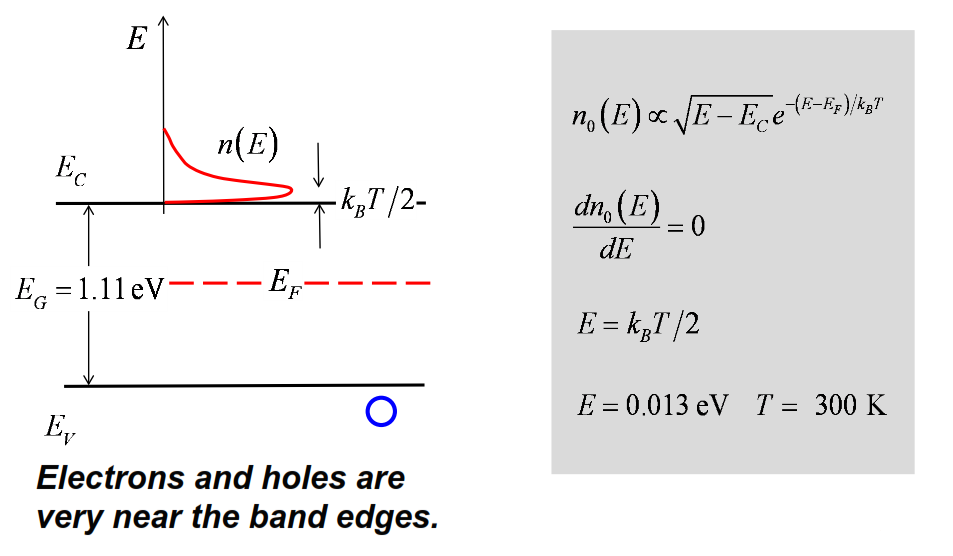 E
n(E)
E_C
k_BT/2
E_G = 1.11 eV
E_F
E_V
Electrons and holes are
very near the band edges.
n_0(E) ∝ √(E − E_C) e^{−(E−E_F)/k_BT}
dn_0(E)/dE = 0
E = k_BT/2
E = 0.013 eV T = 300 K